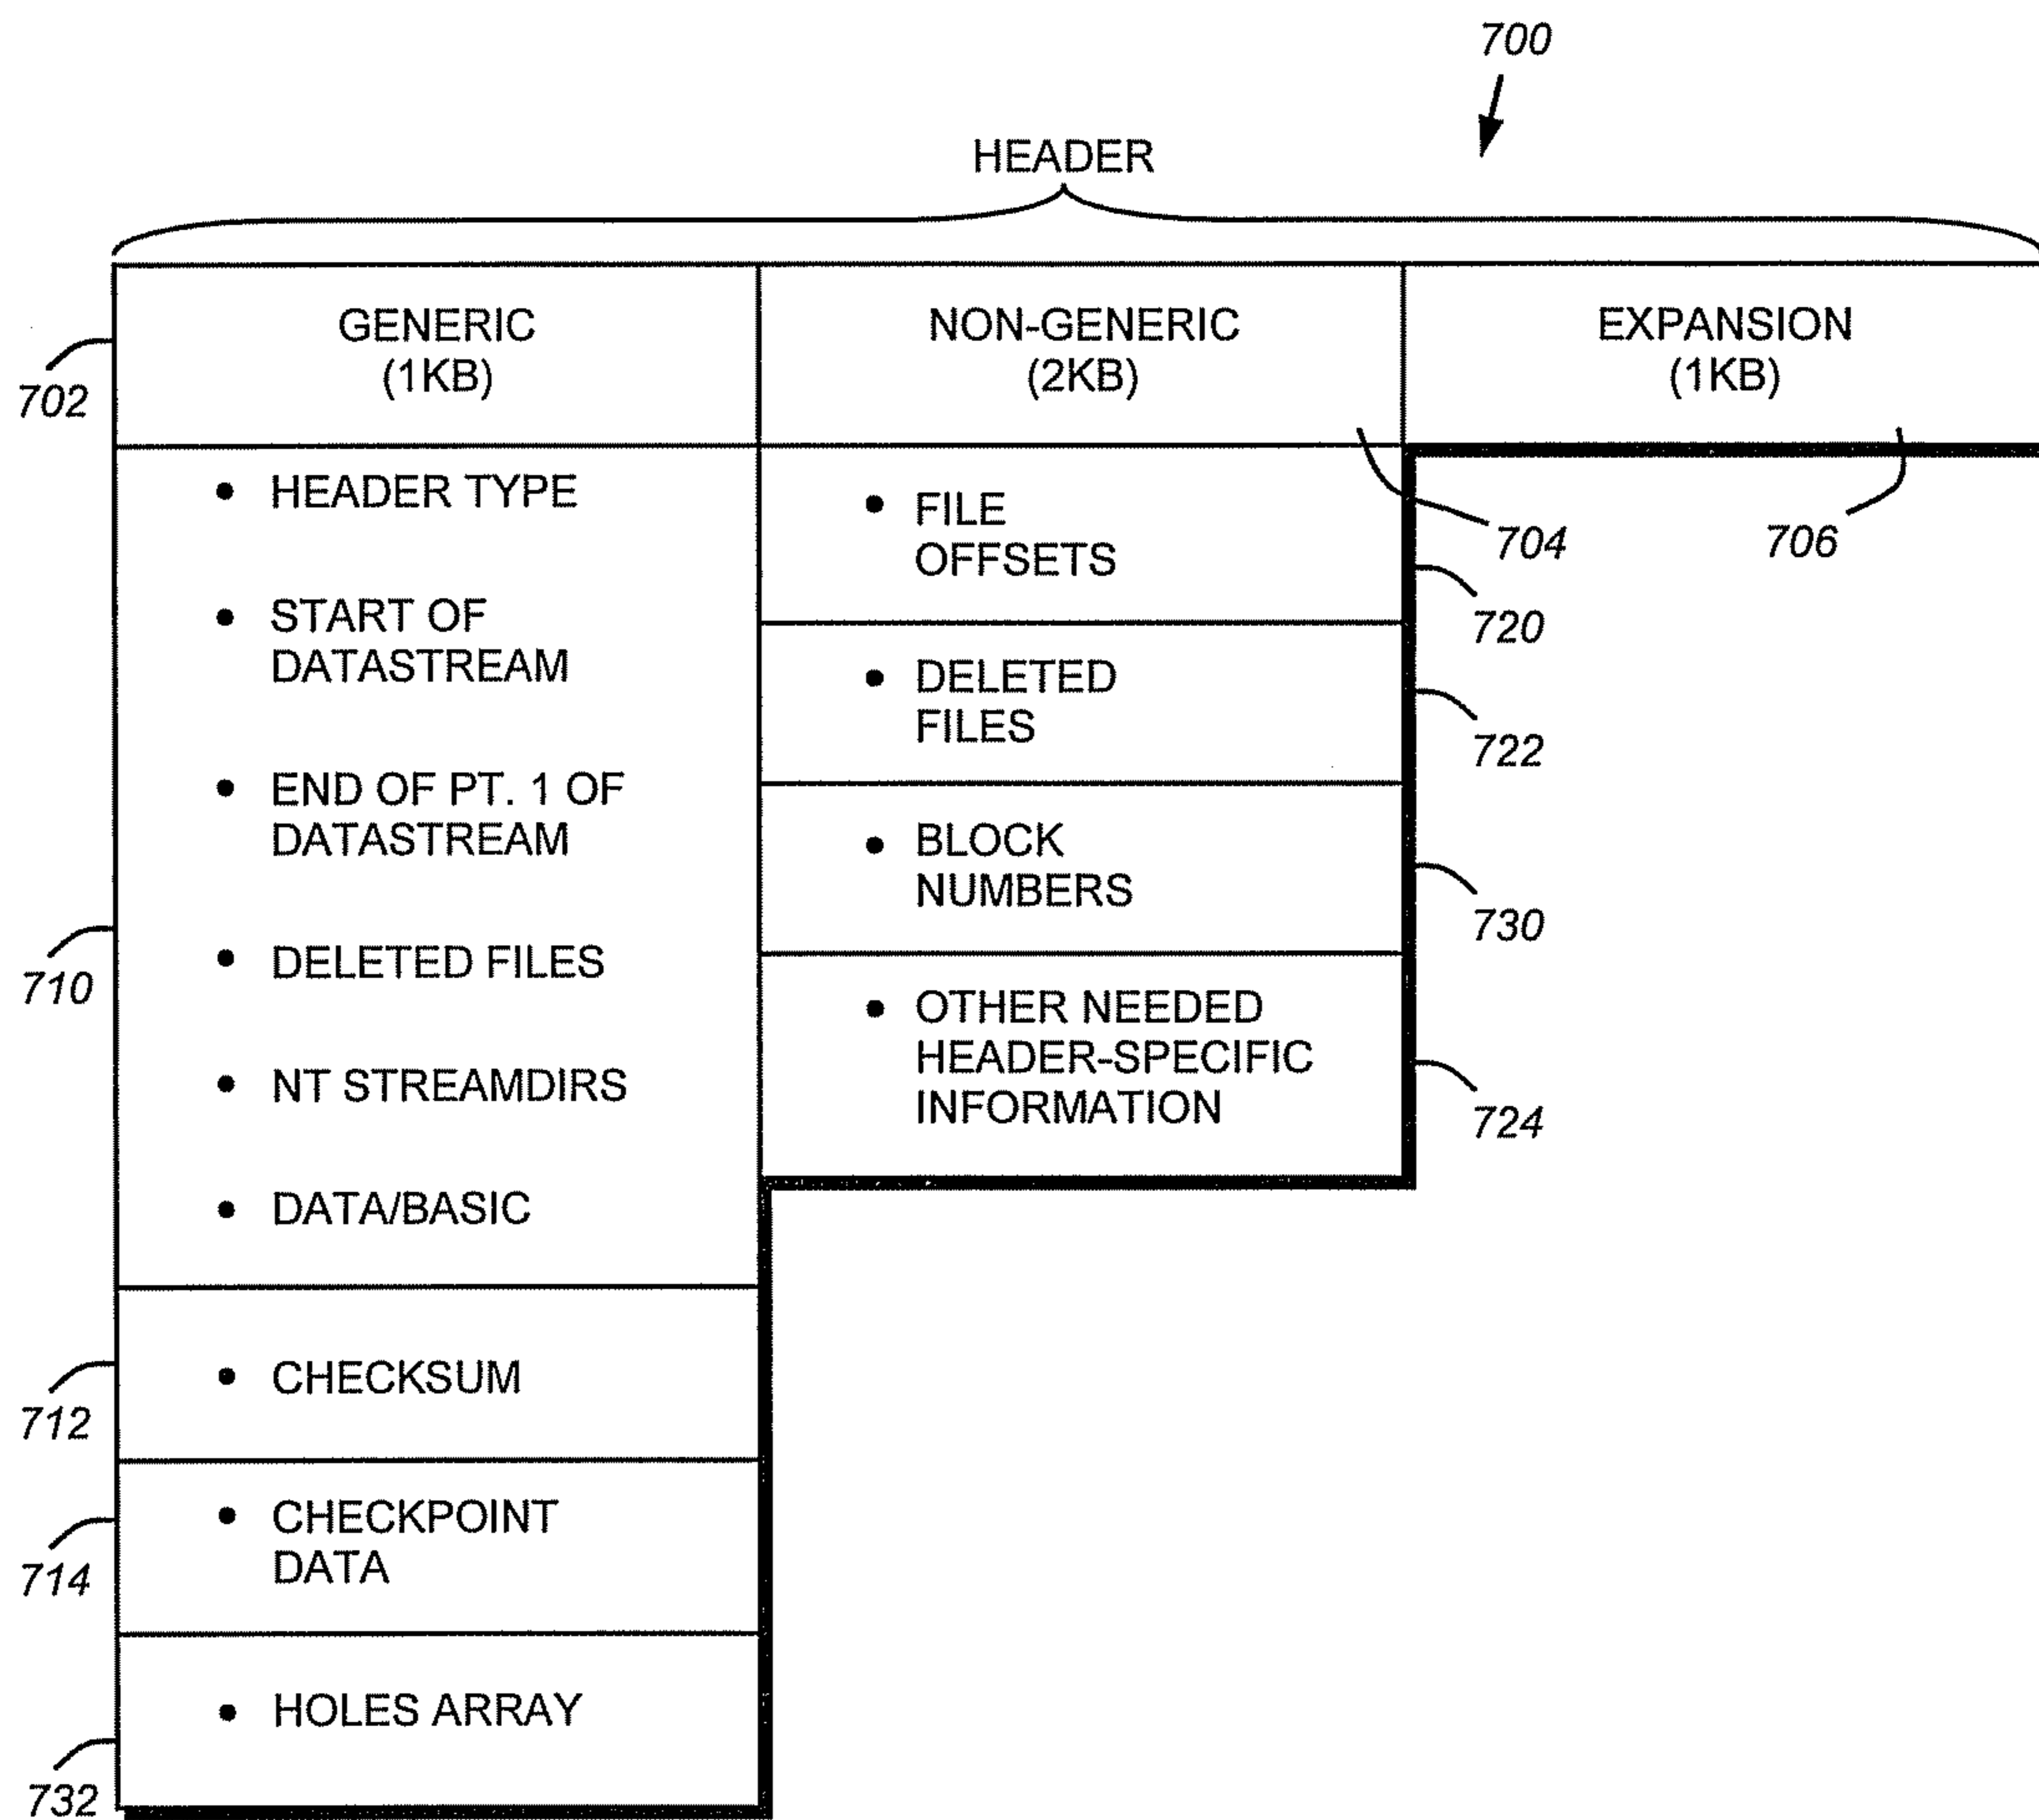 700
HEADER
GENERIC
(1KB)
NON-GENERIC
(2KB)
EXPANSION
(1KB)
702
704
706
• HEADER TYPE
• START OF
DATASTREAM
• END OF PT. 1 OF
DATASTREAM
• DELETED FILES
• NT STREAMDIRS
• DATA/BASIC
710
• CHECKSUM
712
• CHECKPOINT
DATA
714
• HOLES ARRAY
732
• FILE
OFFSETS
720
• DELETED
FILES
722
• BLOCK
NUMBERS
730
• OTHER NEEDED
HEADER-SPECIFIC
INFORMATION
724